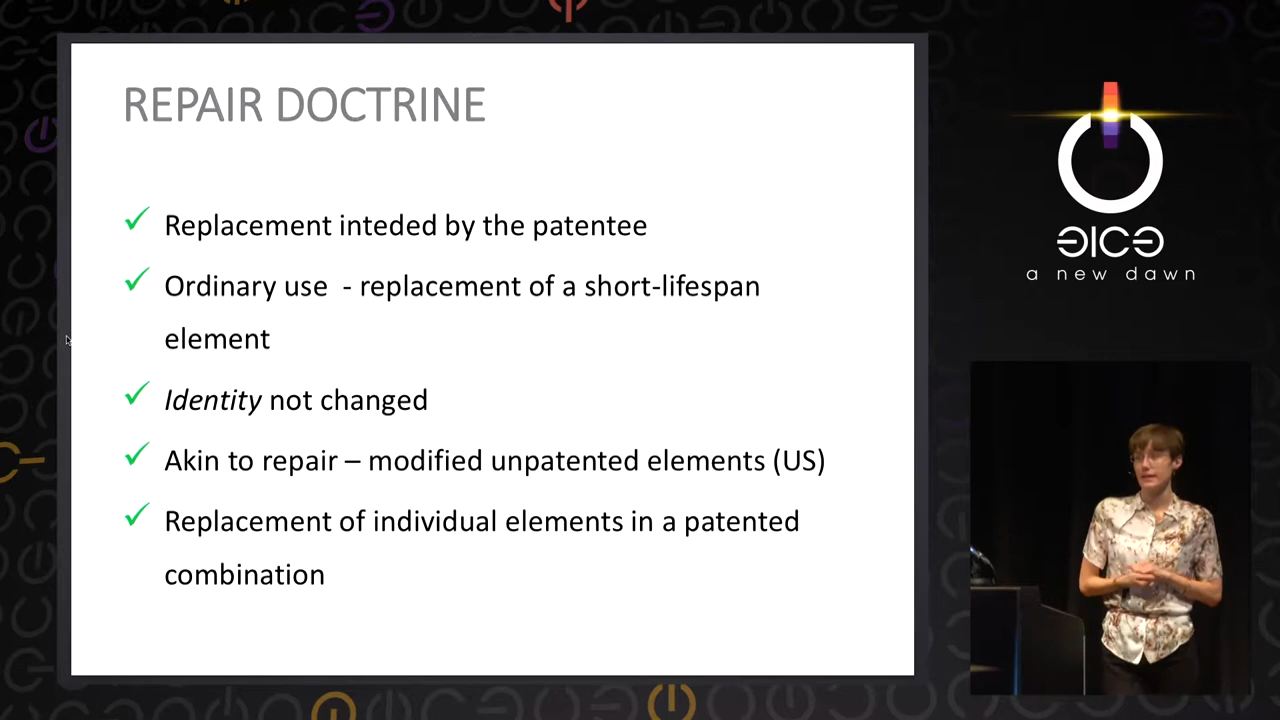 REPAIR DOCTRINE
✓ Replacement inteded by the patentee
✓ Ordinary use - replacement of a short-lifespan
element
✓ Identity not changed
✓ Akin to repair – modified unpatented elements (US)
✓ Replacement of individual elements in a patented
combination
a new dawn